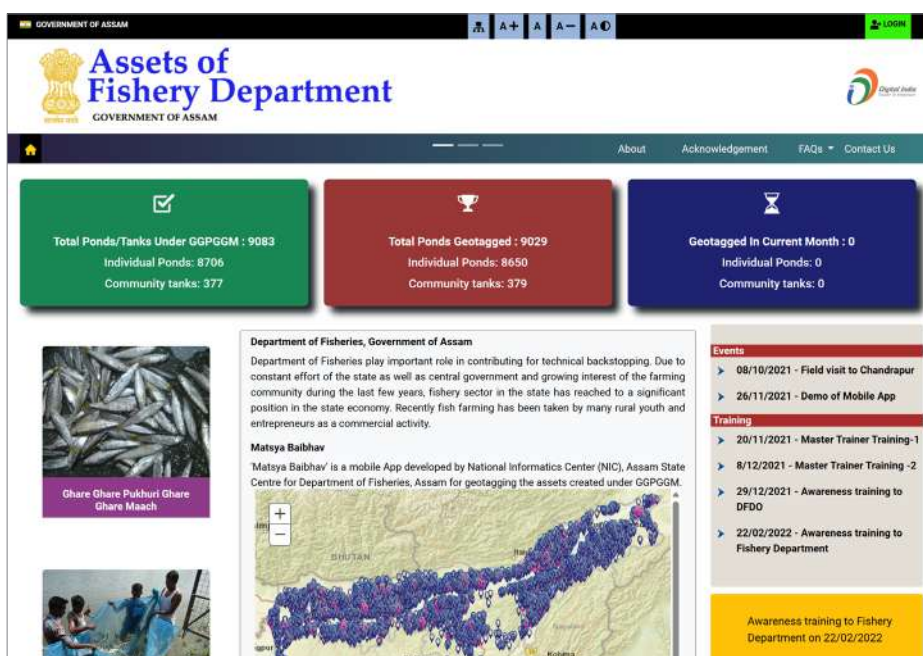 GOVERNMENT OF ASSAM
A+
A
A-
A
LOGIN
Assets of
Fishery Department
GOVERNMENT OF ASSAM
Digital India
About
Acknowledgement
FAQs
Contact Us
Total Ponds/Tanks Under GGPGGM : 9083
Individual Ponds: 8706
Community tanks: 377
Total Ponds Geotagged : 9029
Individual Ponds: 8650
Community tanks: 379
Geotagged In Current Month : 0
Individual Ponds: 0
Community tanks: 0
Ghare Ghare Pukhuri Ghare
Ghare Maach
Department of Fisheries, Government of Assam
Department of Fisheries play important role in contributing for technical backstopping. Due to
constant effort of the state as well as central government and growing interest of the farming
community during the last few years, fishery sector in the state has reached to a significant
position in the state economy. Recently fish farming has been taken by many rural youth and
entrepreneurs as a commercial activity.
Matsya Baibhav
'Matsya Baibhav' is a mobile App developed by National Informatics Center (NIC), Assam State
Centre for Department of Fisheries, Assam for geotagging the assets created under GGPGGM.
+
−
BHUTAN
Nagaland
Kohima
Events
08/10/2021 - Field visit to Chandrapur
26/11/2021 - Demo of Mobile App
Training
20/11/2021 - Master Trainer Training-1
8/12/2021 - Master Trainer Training -2
29/12/2021 - Awareness training to
DFDO
22/02/2022 - Awareness training to
Fishery Department
Awareness training to Fishery
Department on 22/02/2022